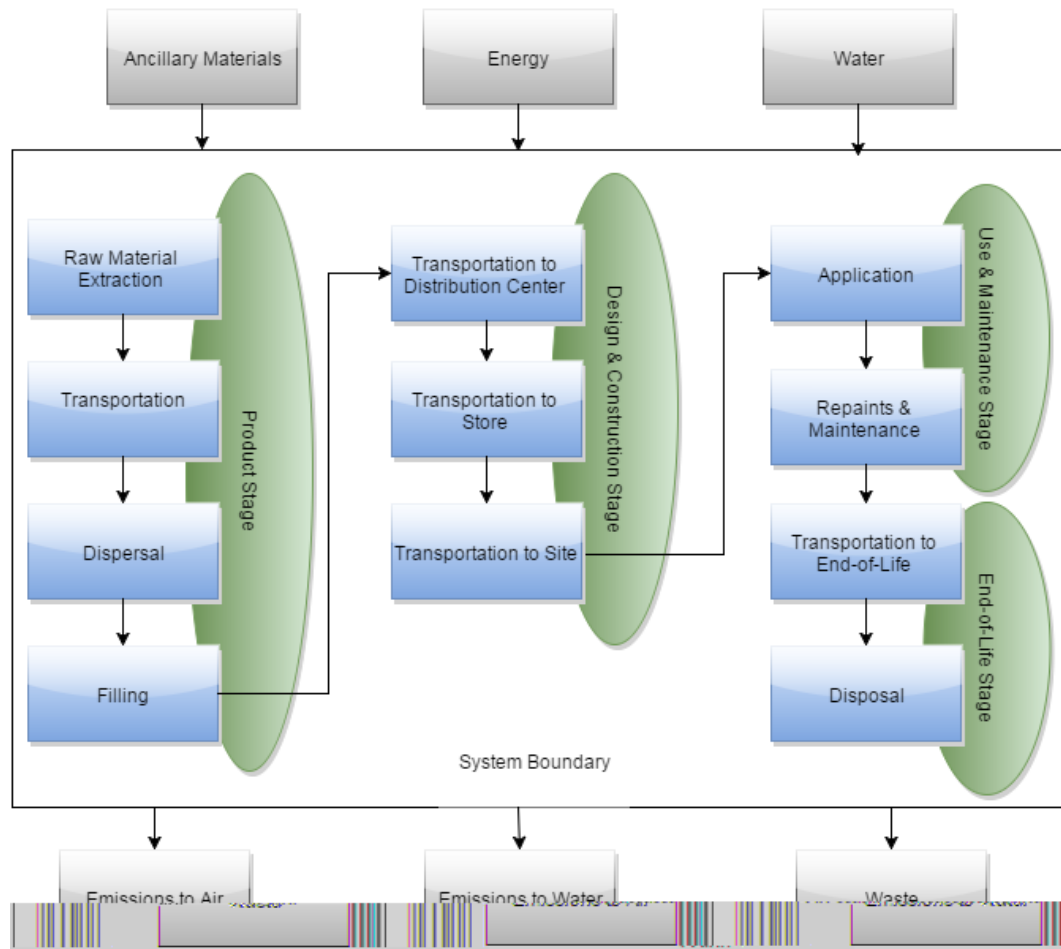 Ancillary Materials
Energy
Water
Raw Material
Extraction
Transportation
Dispersal
Filling
Product Stage
Transportation to
Distribution Center
Transportation to
Store
Transportation to Site
Design & Construction Stage
Application
Repaints &
Maintenance
Use & Maintenance Stage
Transportation to
End-of-Life
Disposal
End-of-Life Stage
System Boundary
Emissions to Air
Emissions to Water
Waste